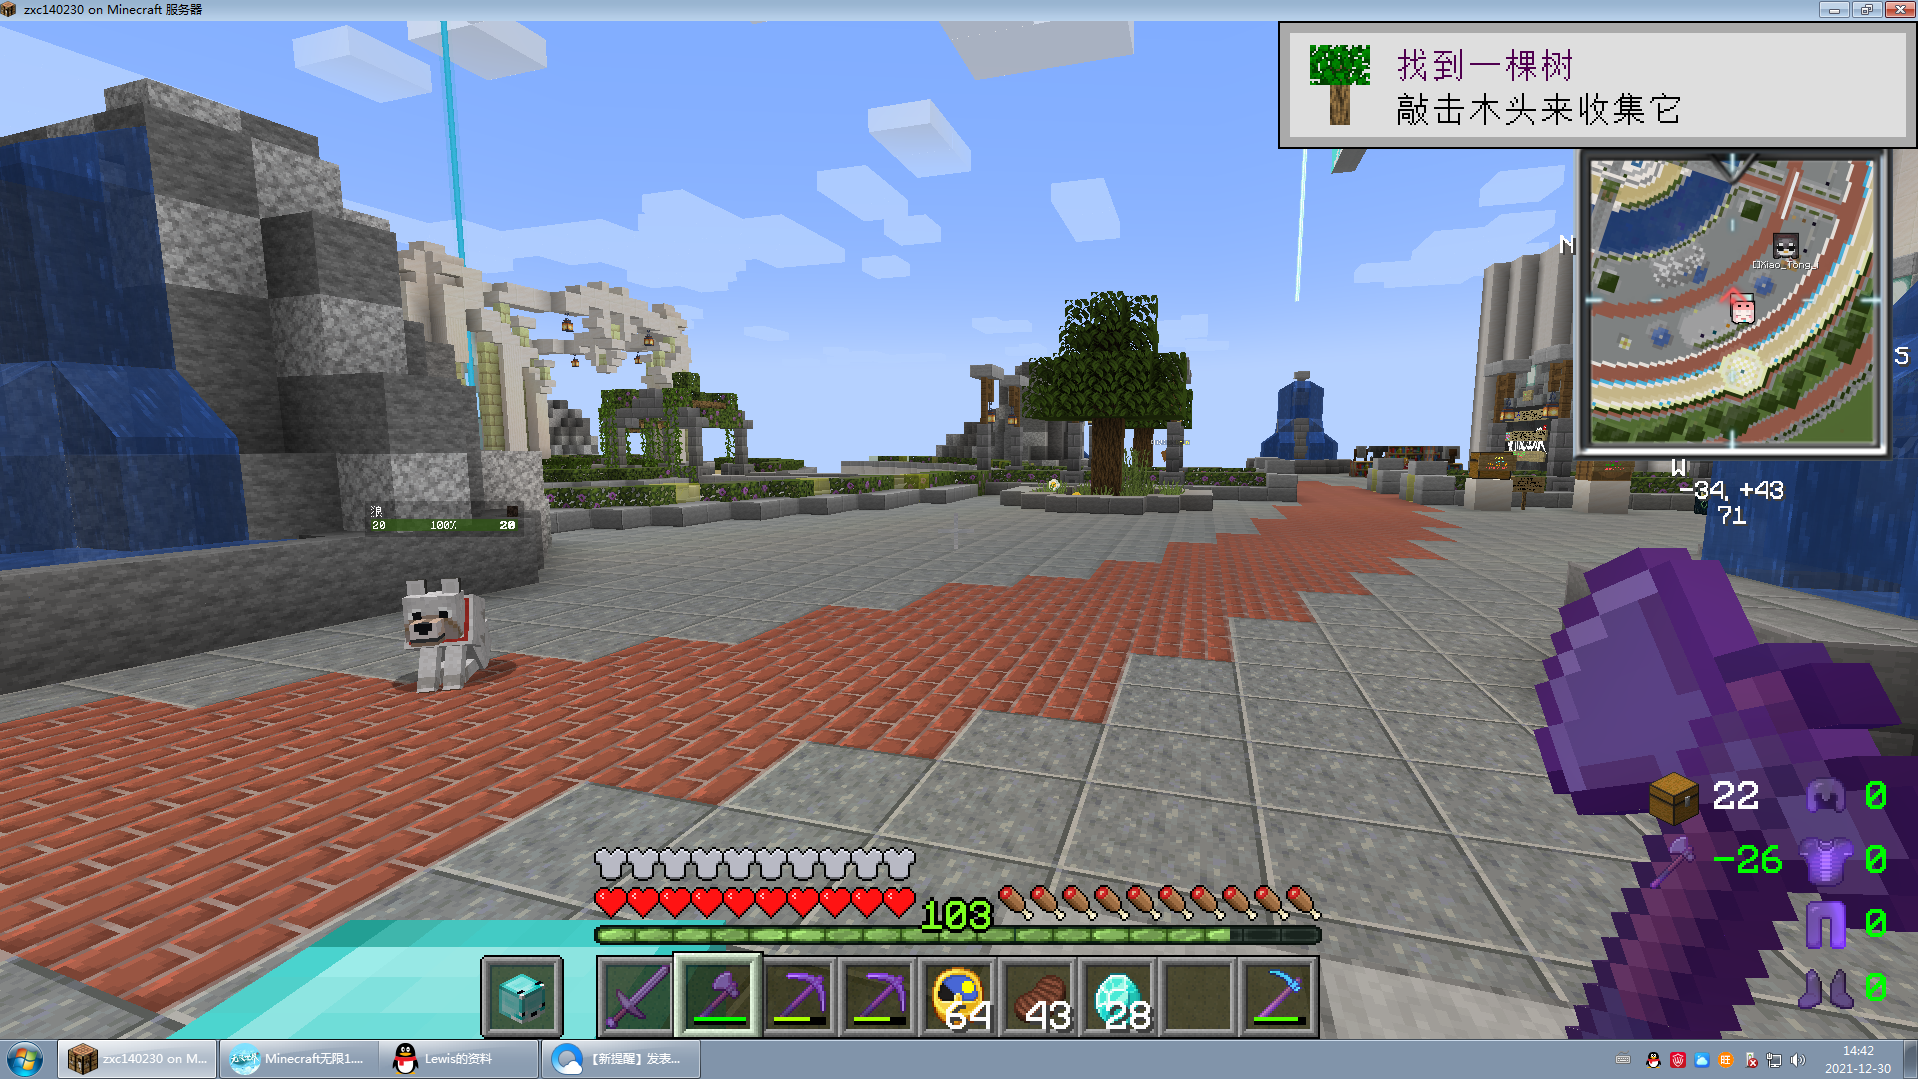 zxc140230 on Minecraft 服务器
找到一棵树
敲击木头来收集它
N
[]Xiao_Tong_
S
W
-34, +43
71
浪
20 100% 20
22 0
-26 0
0
0
103
64 43 28
zxc140230 on M...
Minecraft无限1....
Lewis的资料
【新提醒】发表...
14:42
2021-12-30